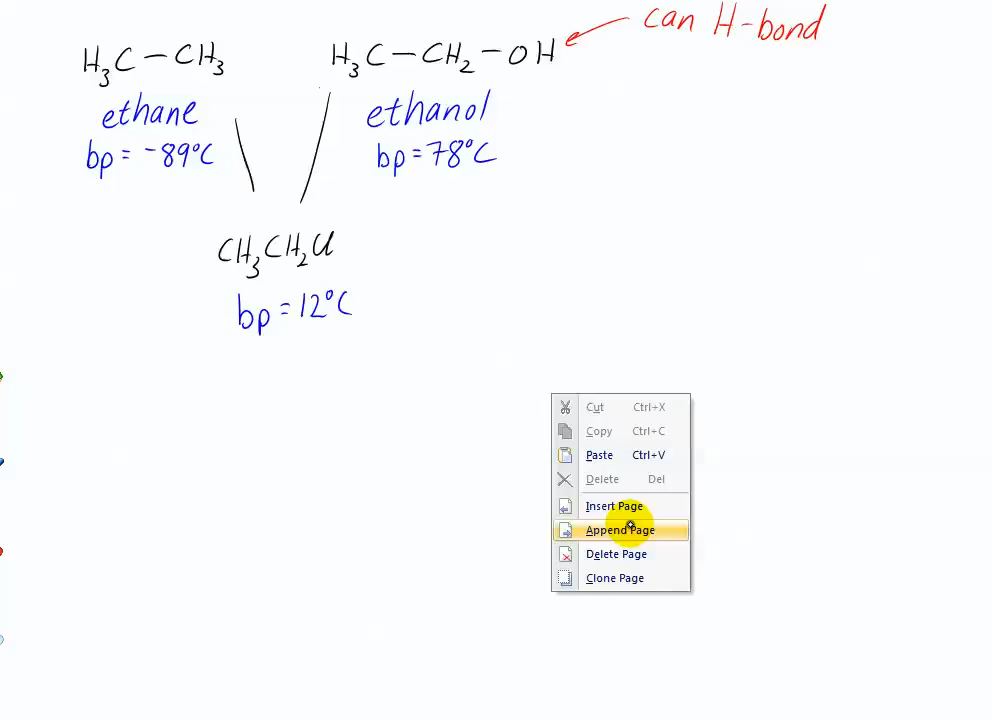 can H-bond
H₃C-CH₃
H₃C-CH₂-OH
ethane
ethanol
bp = -89°C
bp = 78°C
CH₃CH₂Cl
bp = 12°C
Cut Ctrl+X
Copy Ctrl+C
Paste Ctrl+V
Delete Del
Insert Page
Append Page
Delete Page
Clone Page